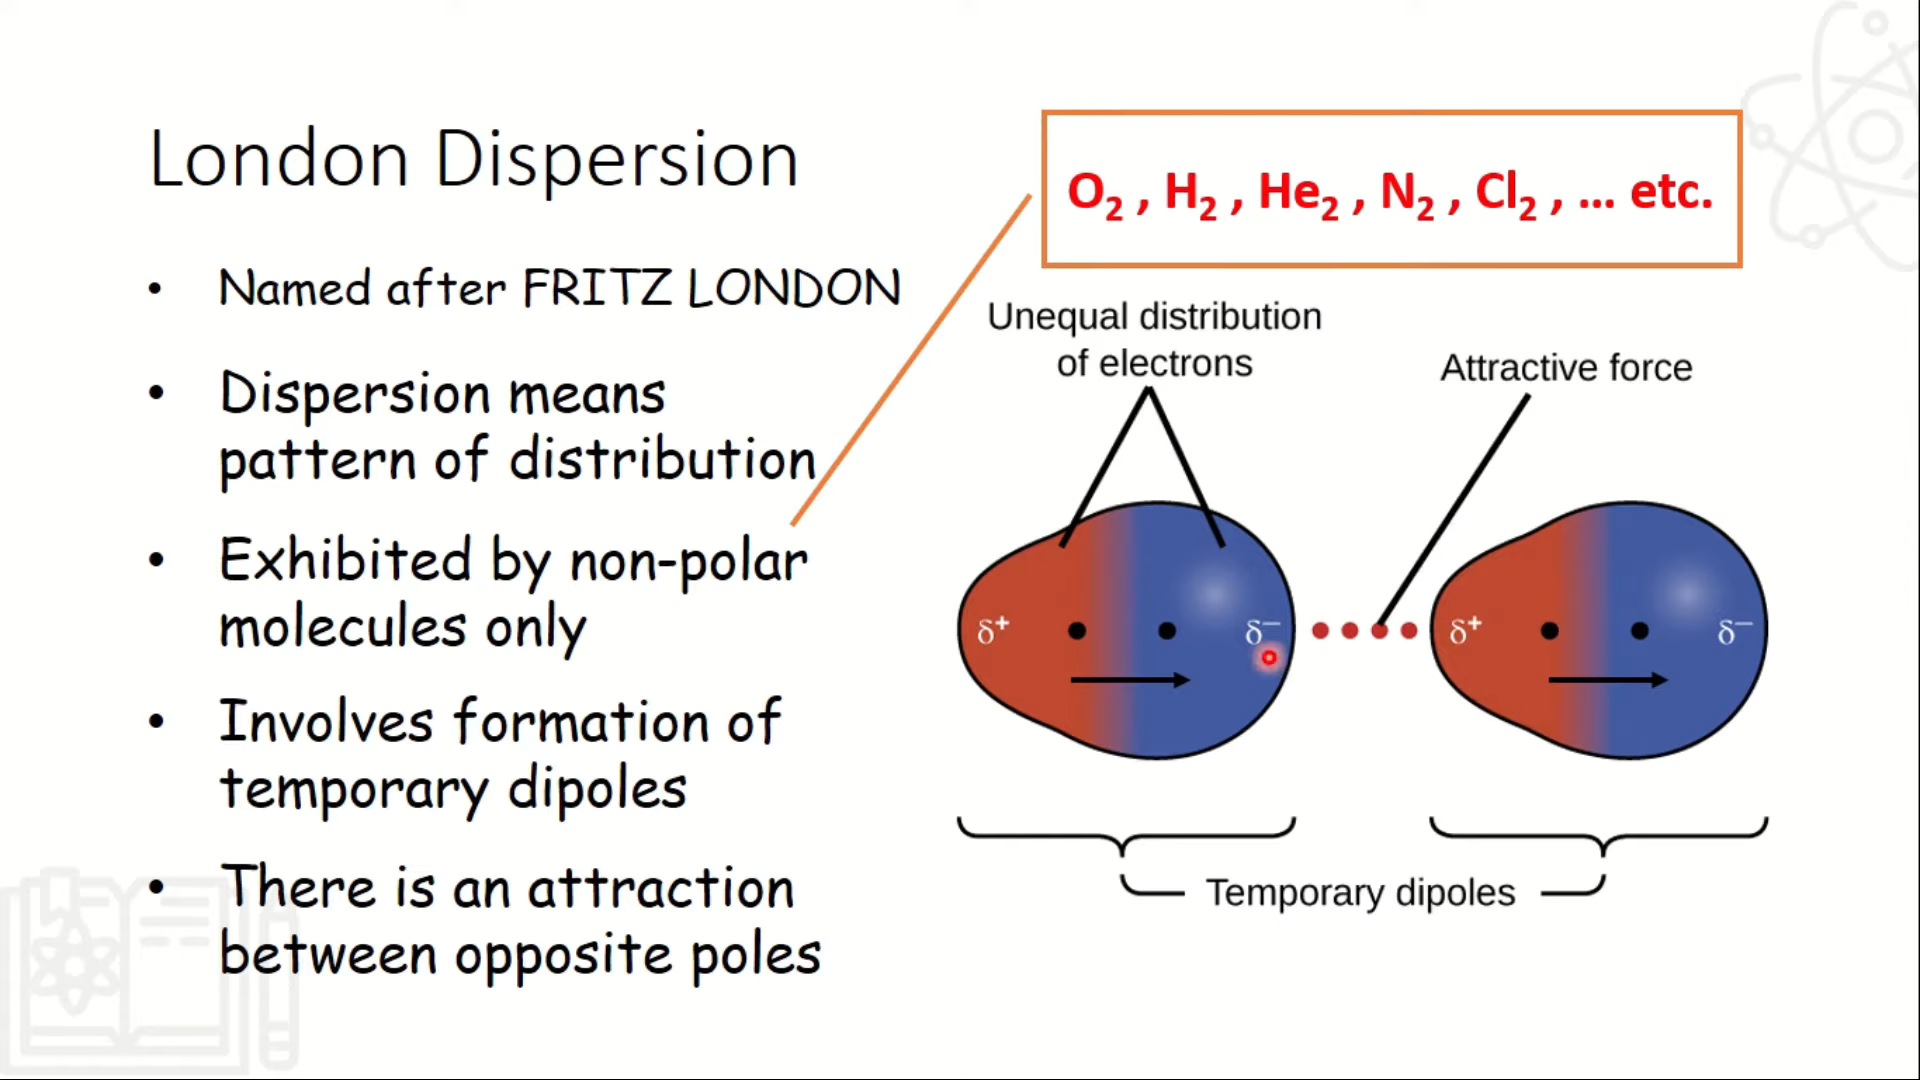 London Dispersion
• Named after FRITZ LONDON
• Dispersion means
pattern of distribution
• Exhibited by non-polar
molecules only
• Involves formation of
temporary dipoles
• There is an attraction
between opposite poles
O₂ , H₂ , He₂ , N₂ , Cl₂ , ... etc.
Unequal distribution
of electrons
Attractive force
δ⁺ δ⁻ δ⁺ δ⁻
Temporary dipoles